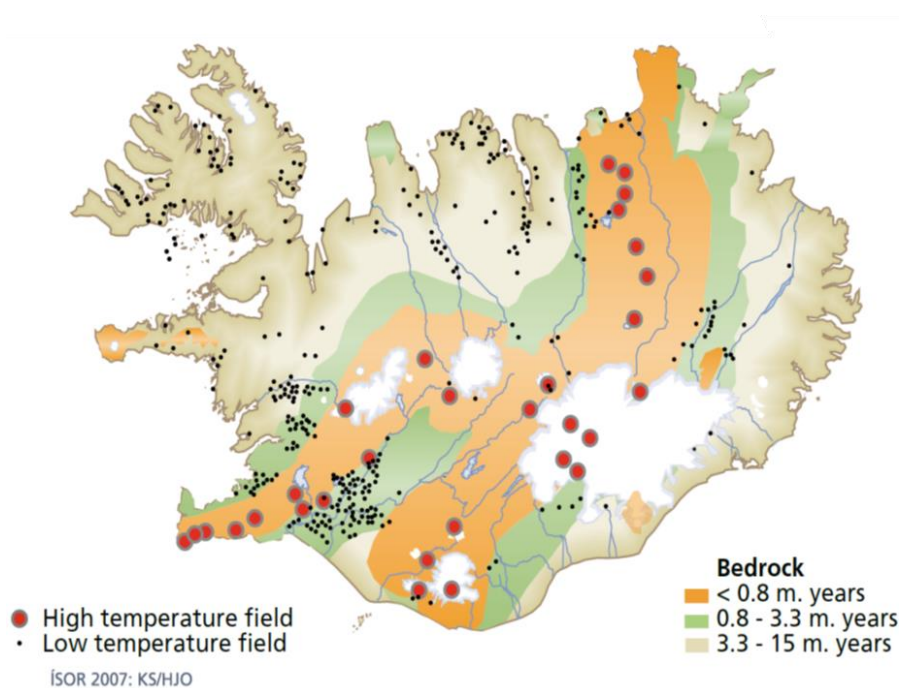 Bedrock
< 0.8 m. years
0.8 - 3.3 m. years
3.3 - 15 m. years
High temperature field
Low temperature field
ÍSOR 2007: KS/HJO